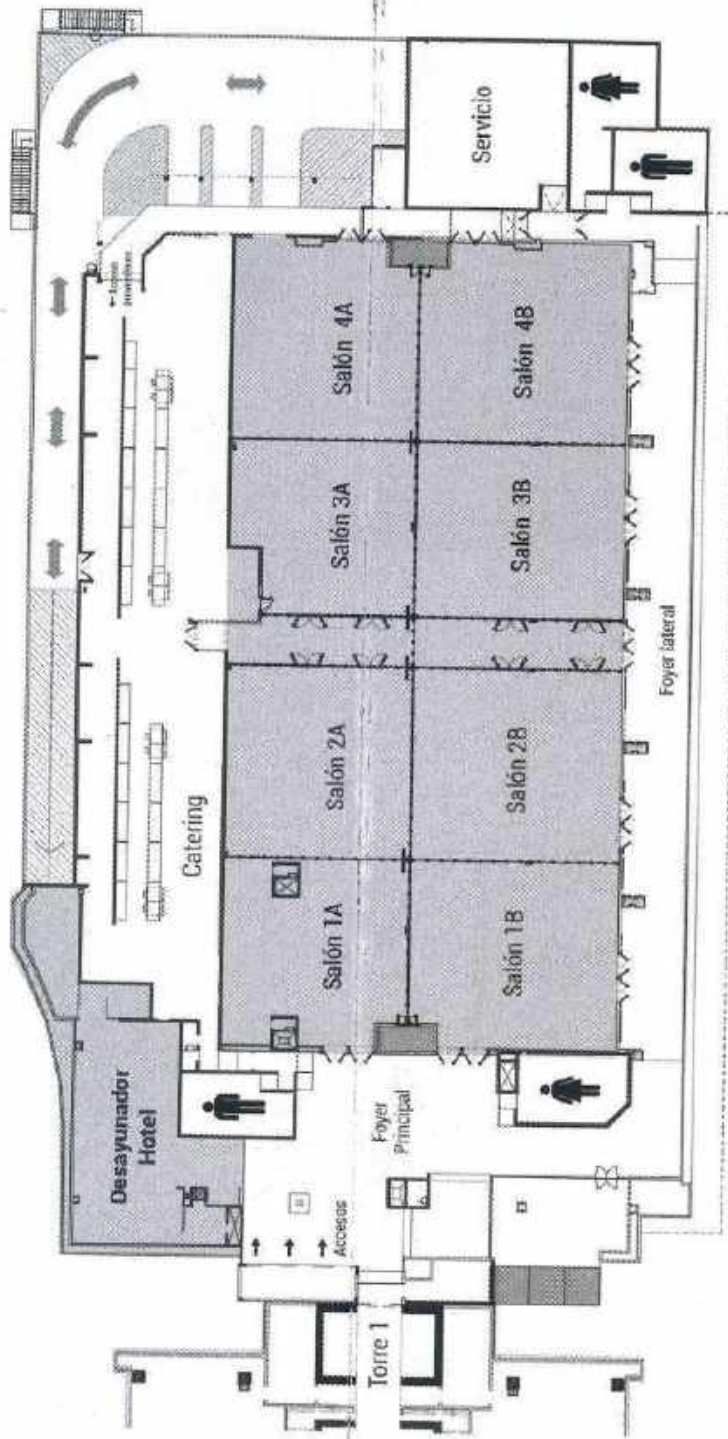 Servicio
← Acceso
Salón 4A
Salón 4B
Salón 3A
Salón 3B
Foyer lateral
Catering
Salón 2A
Salón 2B
Salón 1A
Salón 1B
Desayunador
Hotel
Foyer
Principal
Accesos
Torre 1